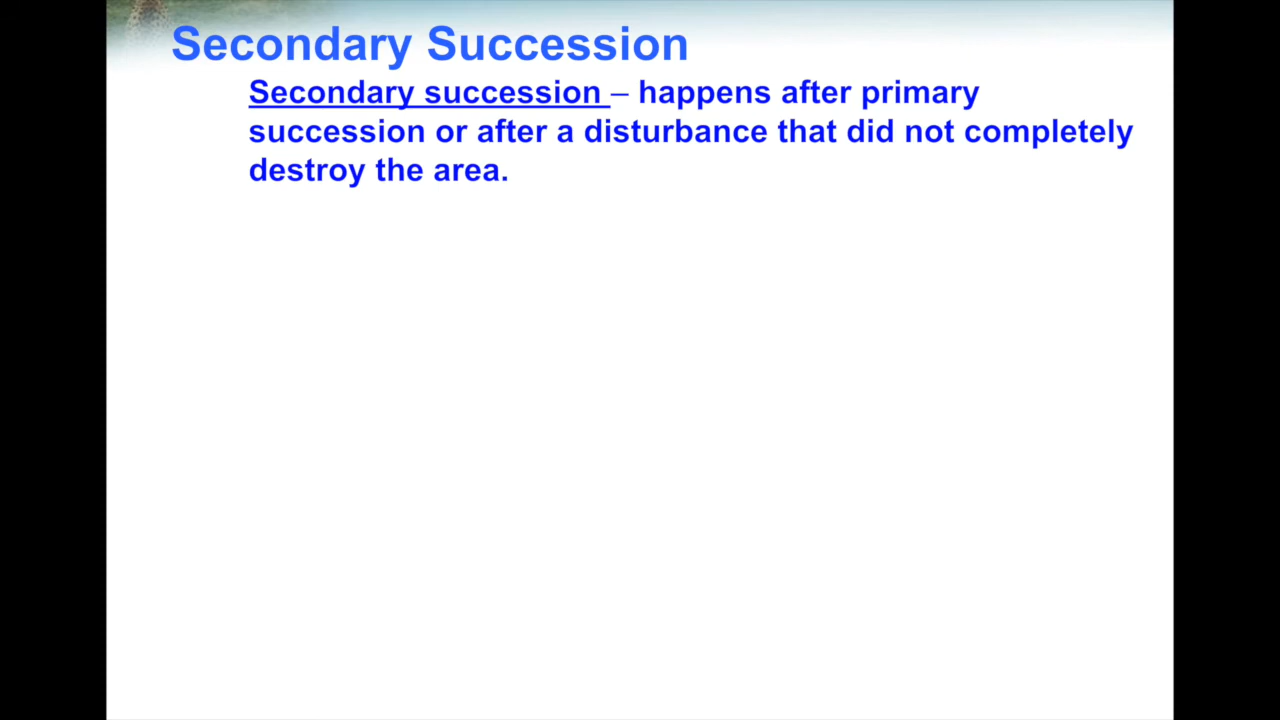 Secondary Succession
Secondary succession – happens after primary
succession or after a disturbance that did not completely
destroy the area.